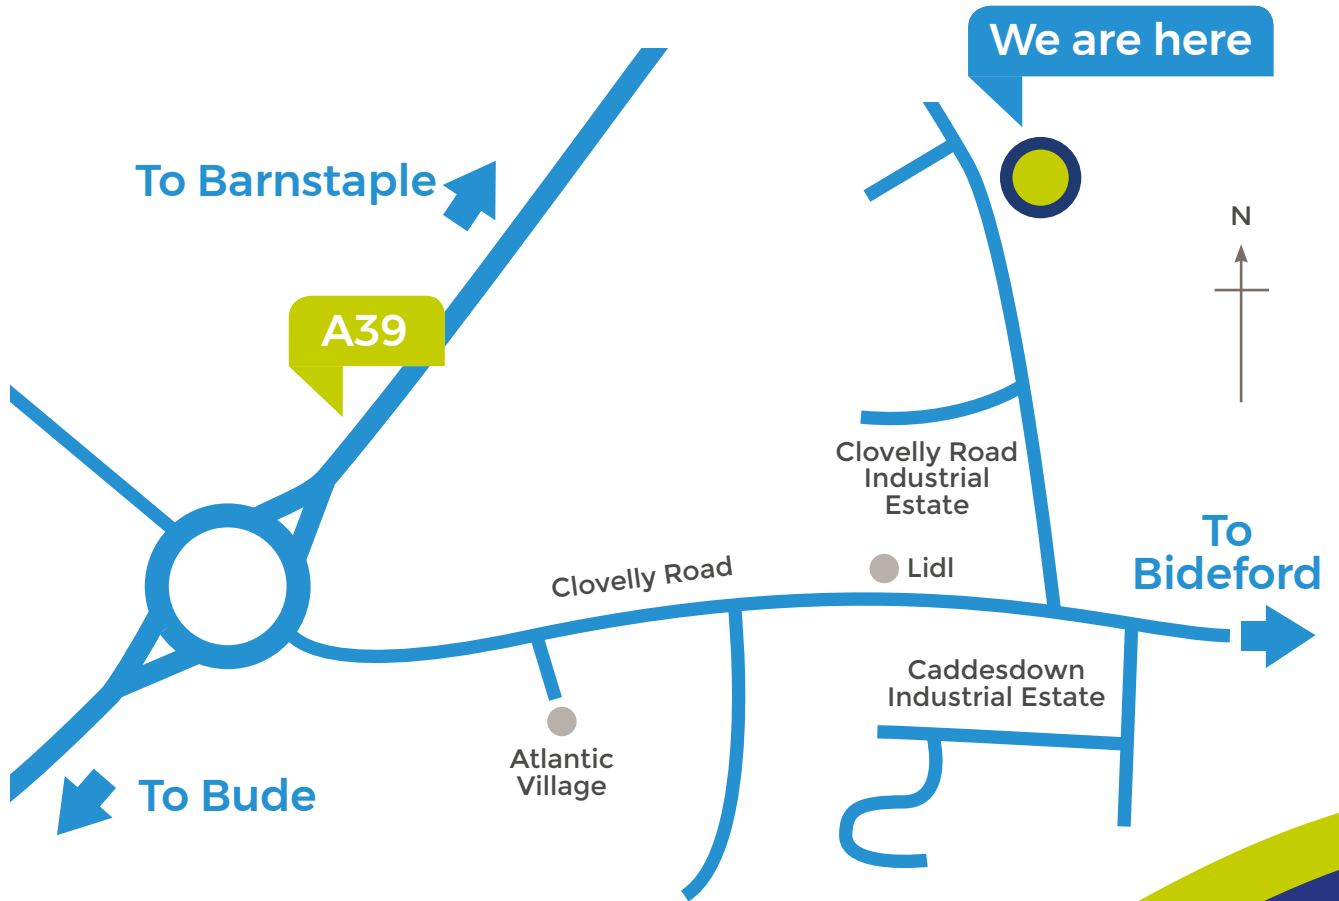 We are here
To Barnstaple
N
A39
Clovelly Road
Industrial
Estate
To
Bideford
Clovelly Road
Lidl
Caddesdown
Industrial Estate
Atlantic
Village
To Bude